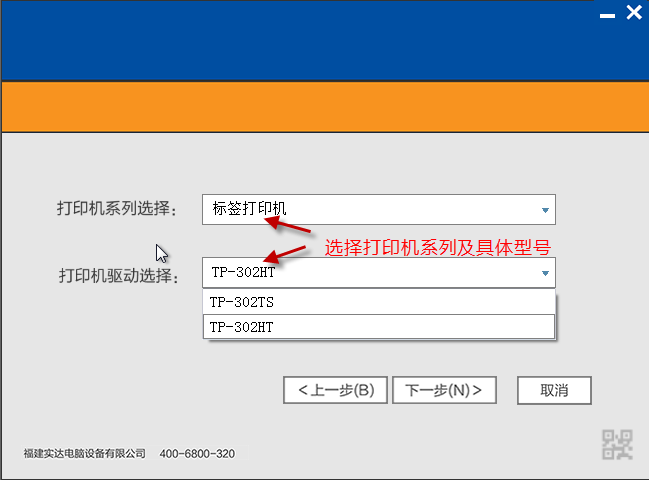 打印机系列选择：
标签打印机
选择打印机系列及具体型号
打印机驱动选择：
TP-302HT
TP-302TS
TP-302HT
<上一步(B)
下一步(N)>
取消
福建实达电脑设备有限公司 400-6800-320